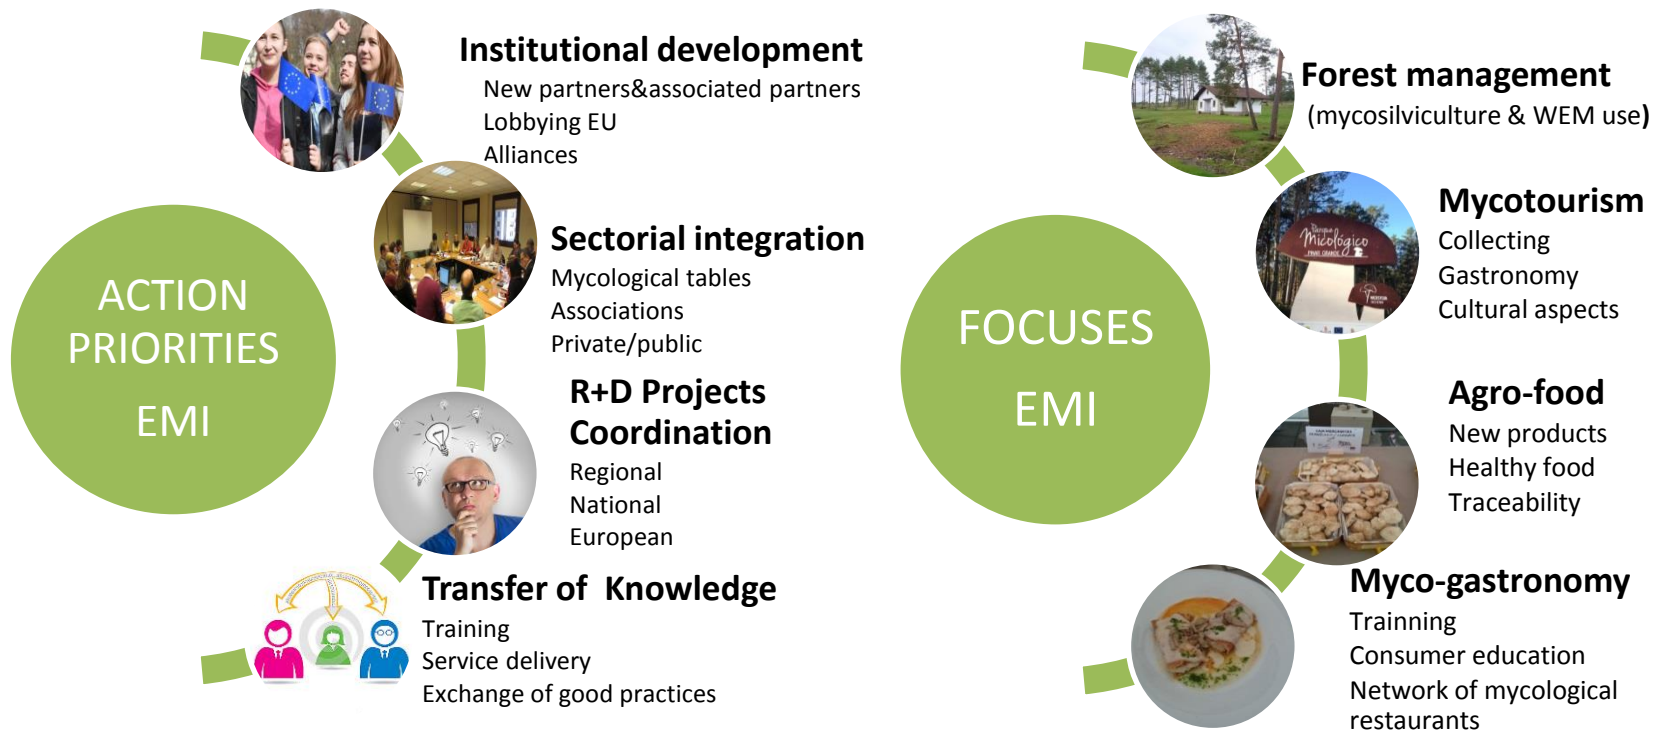 ACTION
PRIORITIES
EMI
Institutional development
New partners&associated partners
Lobbying EU
Alliances
Sectorial integration
Mycological tables
Associations
Private/public
R+D Projects
Coordination
Regional
National
European
Transfer of  Knowledge
Training
Service delivery
Exchange of good practices
FOCUSES
EMI
Forest management
(mycosilviculture & WEM use)
Mycotourism
Collecting
Gastronomy
Cultural aspects
Parque
Micológico
PINAR GRANDE
Agro-food
New products
Healthy food
Traceability
Myco-gastronomy
Trainning
Consumer education
Network of mycological
restaurants